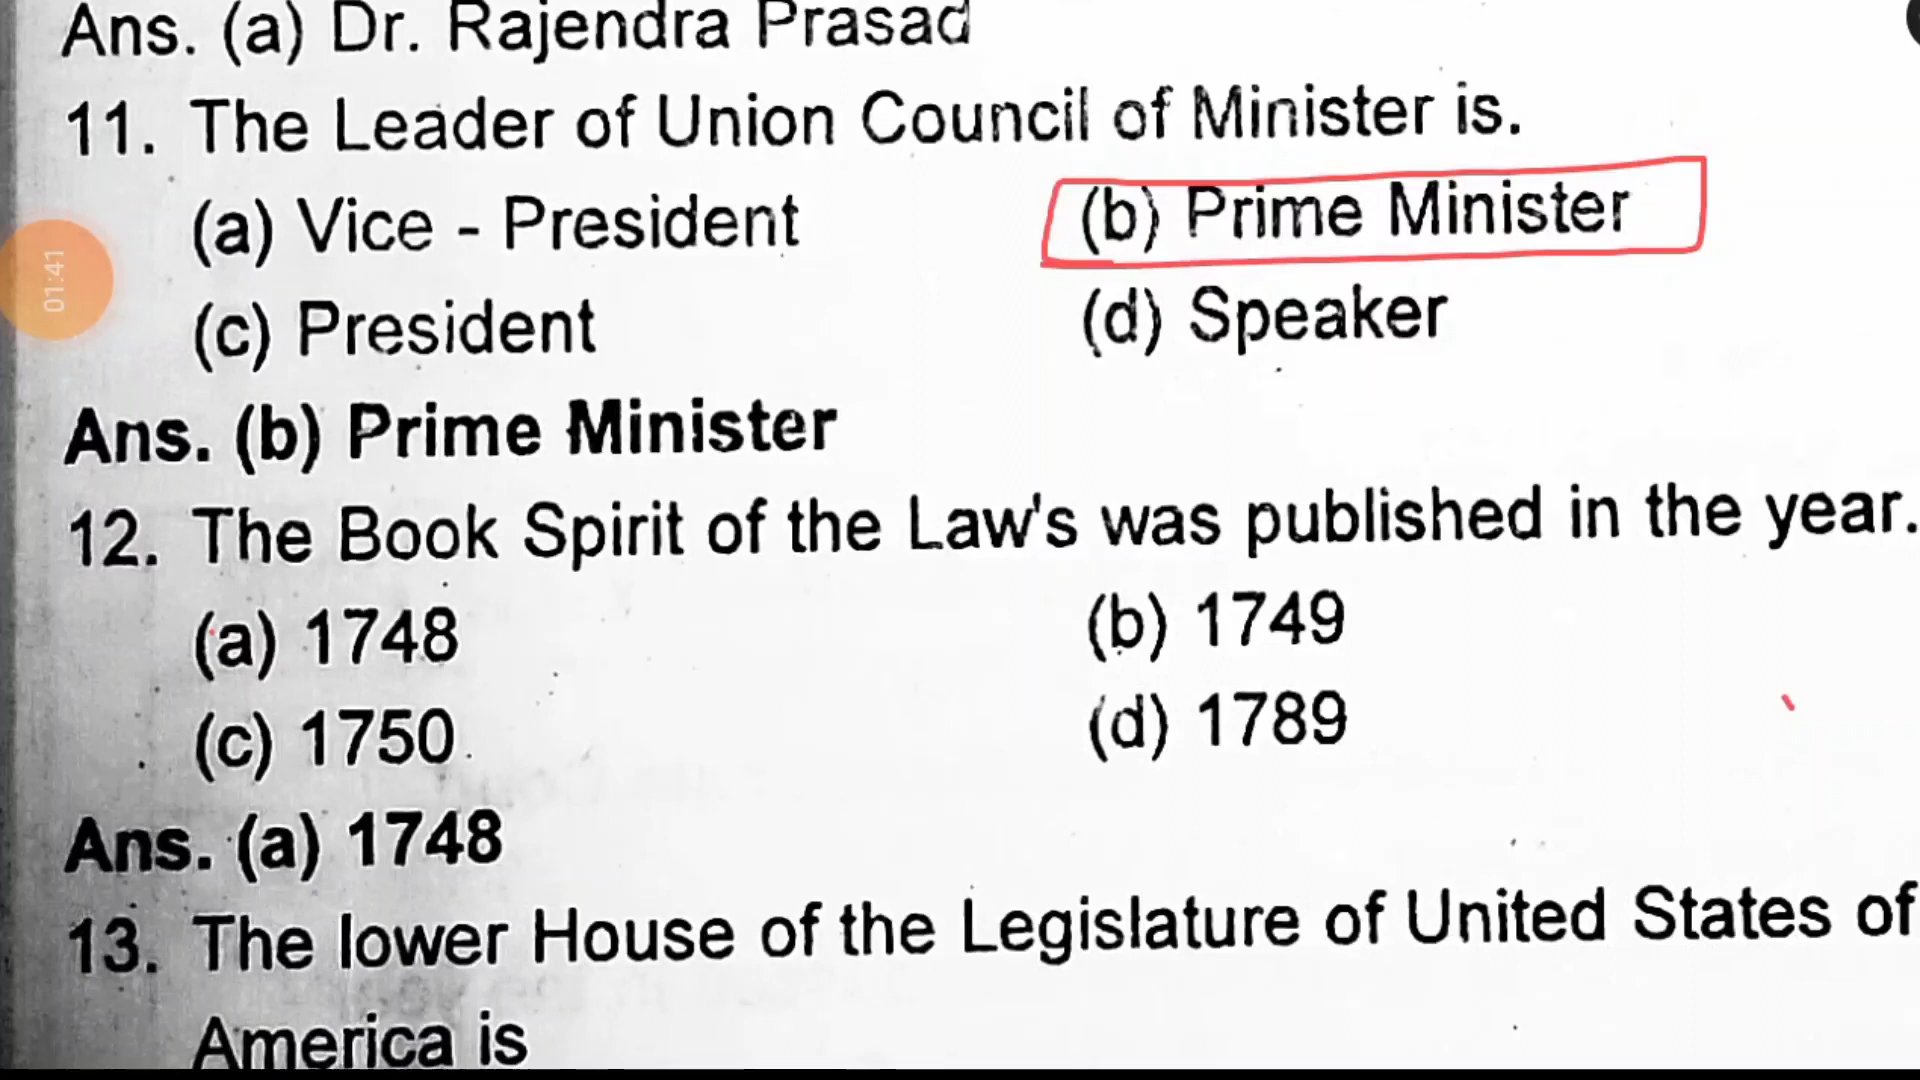 Ans. (a) Dr. Rajendra Prasad
11. The Leader of Union Council of Minister is.
(a) Vice - President (b) Prime Minister
(c) President (d) Speaker
Ans. (b) Prime Minister
12. The Book Spirit of the Law's was published in the year.
(a) 1748 (b) 1749
(c) 1750 (d) 1789
Ans. (a) 1748
13. The lower House of the Legislature of United States of
America is
01:41